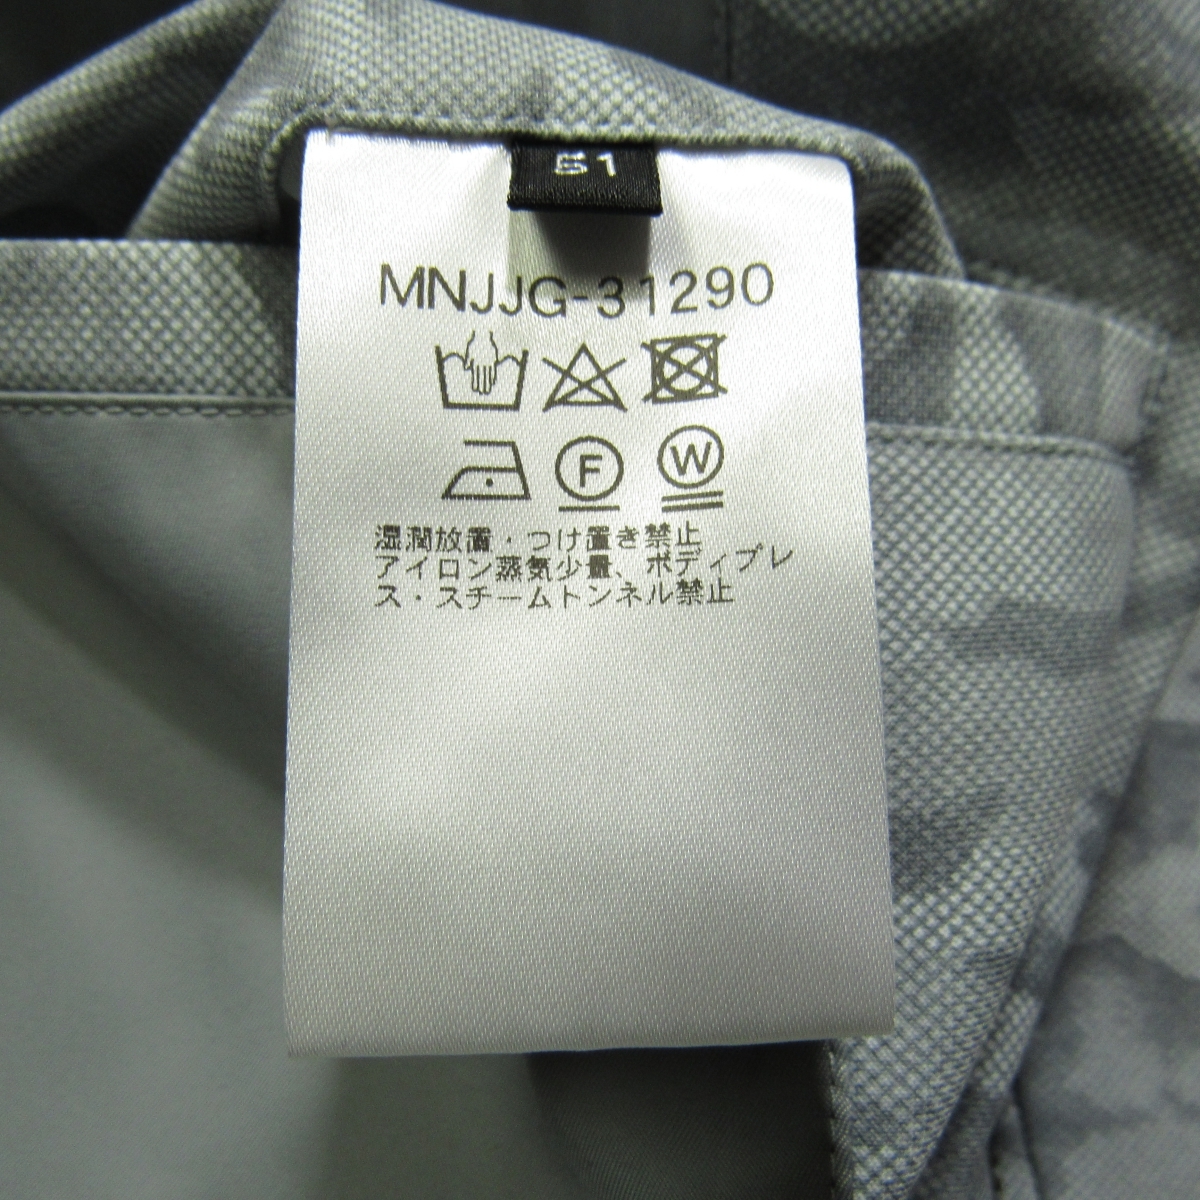 51
MNJJG-31290
F W
湿潤放置・つけ置き禁止
アイロン蒸気少量、ボディプレ
ス・スチームトンネル禁止